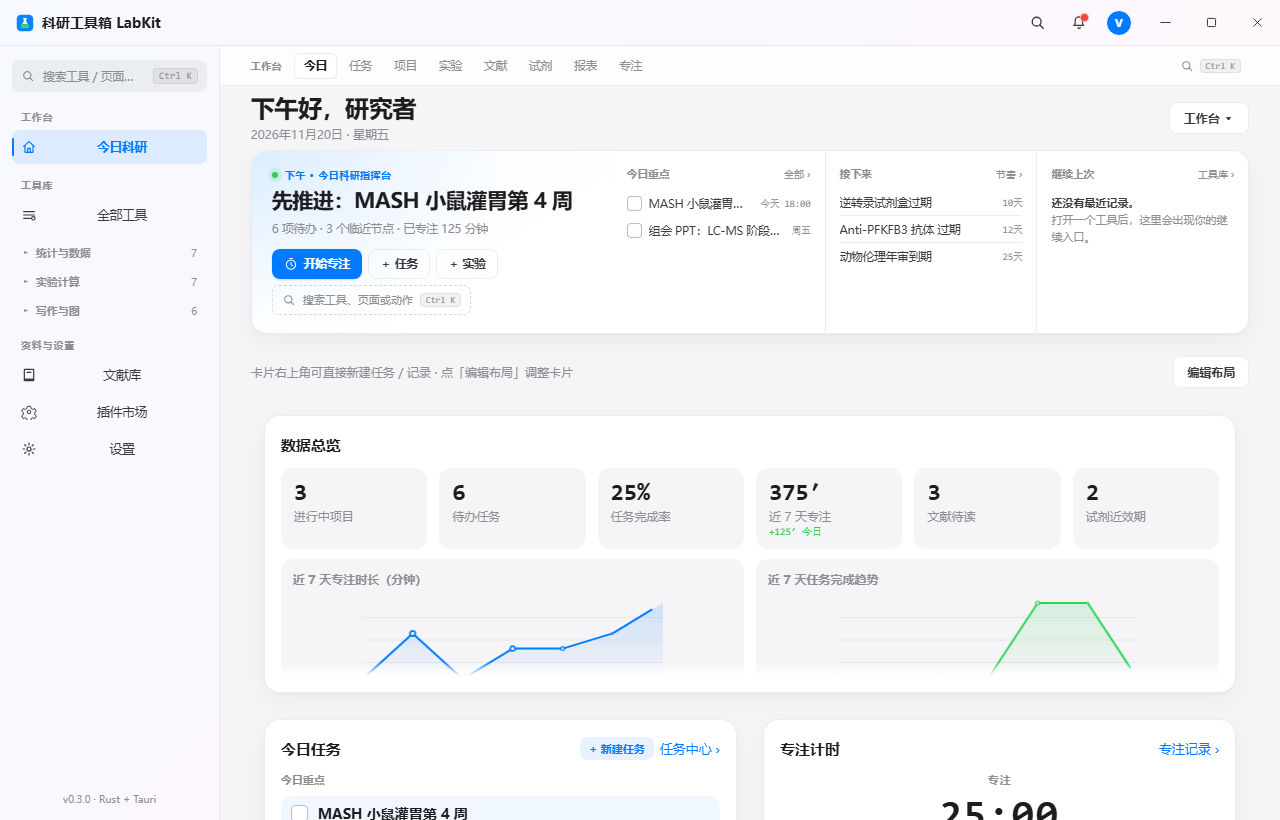 科研工具箱 LabKit
V
搜索工具 / 页面... Ctrl K
工作台
今日科研
工具库
全部工具
统计与数据 7
实验计算 7
写作与图 6
资料与设置
文献库
插件市场
设置
v0.3.0 · Rust + Tauri
工作台 今日 任务 项目 实验 文献 试剂 报表 专注 Ctrl K
下午好，研究者
2026年11月20日 · 星期五
工作台
下午 · 今日科研指挥台
先推进：MASH 小鼠灌胃第 4 周
6 项待办 · 3 个临近节点 · 已专注 125 分钟
开始专注
+ 任务
+ 实验
搜索工具、页面或动作 Ctrl K
今日重点 全部 ›
MASH 小鼠灌胃... 今天 18:00
组会 PPT：LC-MS 阶段... 周五
接下来 节奏 ›
逆转录试剂盒过期 10天
Anti-PFKFB3 抗体 过期 12天
动物伦理年审到期 25天
继续上次 工具库 ›
还没有最近记录。
打开一个工具后，这里会出现你的继
续入口。
卡片右上角可直接新建任务 / 记录 · 点「编辑布局」调整卡片
编辑布局
数据总览
3
进行中项目
6
待办任务
25%
任务完成率
375′
近 7 天专注
+125′ 今日
3
文献待读
2
试剂近效期
近 7 天专注时长（分钟）
近 7 天任务完成趋势
今日任务
+ 新建任务
任务中心 ›
今日重点
MASH 小鼠灌胃第 4 周
专注计时
专注记录 ›
专注
25:00